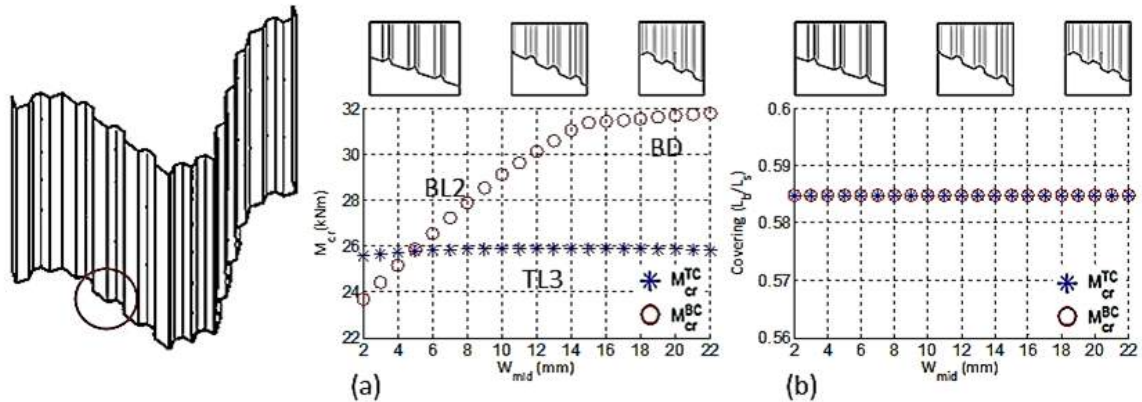 32
30
28
26
24
22
M_cr (kNm)
BL2
BD
TL3
M_cr^TC
M_cr^BC
2 4 6 8 10 12 14 16 18 20 22
W_mid (mm)
(a)
0.6
0.59
0.58
0.57
0.56
Covering (L_b/L_s)
M_cr^TC
M_cr^BC
2 4 6 8 10 12 14 16 18 20 22
W_mid (mm)
(b)